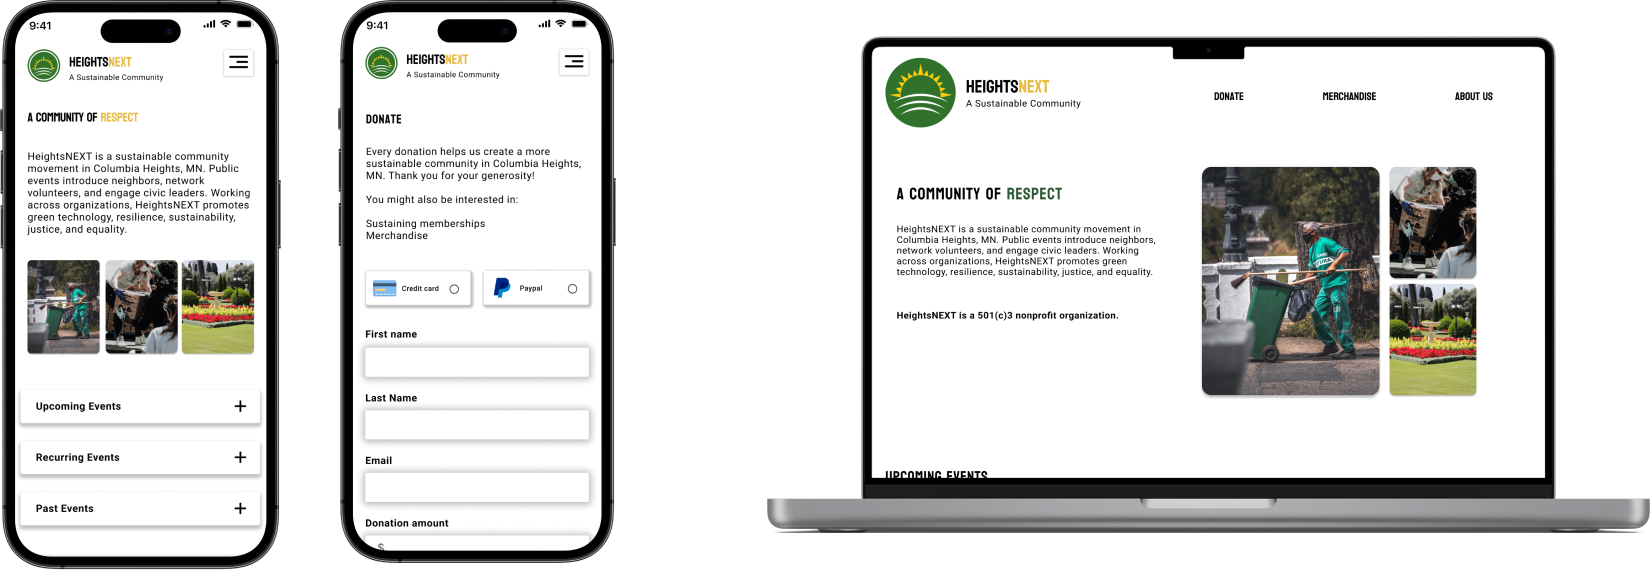 9:41
HEIGHTSNEXT
A Sustainable Community
A COMMUNITY OF RESPECT
HeightsNEXT is a sustainable community
movement in Columbia Heights, MN. Public
events introduce neighbors, network
volunteers, and engage civic leaders. Working
across organizations, HeightsNEXT promotes
green technology, resilience, sustainability,
justice, and equality.
Upcoming Events
Recurring Events
Past Events
9:41
HEIGHTSNEXT
A Sustainable Community
DONATE
Every donation helps us create a more
sustainable community in Columbia Heights,
MN. Thank you for your generosity!
You might also be interested in:
Sustaining memberships
Merchandise
Credit card
Paypal
First name
Last Name
Email
Donation amount
$
HEIGHTSNEXT
A Sustainable Community
DONATE
MERCHANDISE
ABOUT US
A COMMUNITY OF RESPECT
HeightsNEXT is a sustainable community movement in
Columbia Heights, MN. Public events introduce neighbors,
network volunteers, and engage civic leaders. Working
across organizations, HeightsNEXT promotes green
technology, resilience, sustainability, justice, and equality.
HeightsNEXT is a 501(c)3 nonprofit organization.
UPCOMING EVENTS